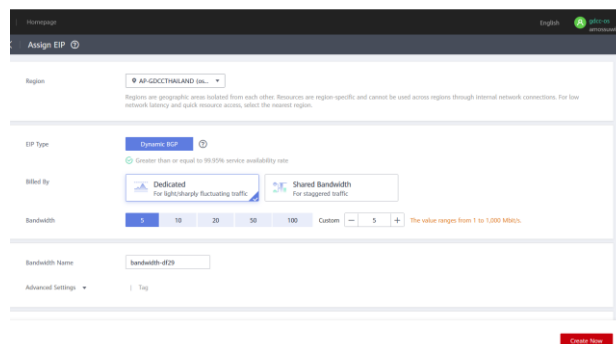 Homepage
English
gdcc-os
Assign EIP
Region
AP-GDCCTHAILAND (os...
Regions are geographic areas isolated from each other. Resources are region-specific and cannot be used across regions through internal network connections. For low
network latency and quick resource access, select the nearest region.
EIP Type
Dynamic BGP
Greater than or equal to 99.95% service availability rate.
Billed By
Dedicated
For light/sharply fluctuating traffic
Shared Bandwidth
For staggered traffic
Bandwidth
5 10 20 50 100 Custom — 5 + The value ranges from 1 to 1,000 Mbit/s.
Bandwidth Name
bandwidth-df29
Advanced Settings
Tag
Create Now